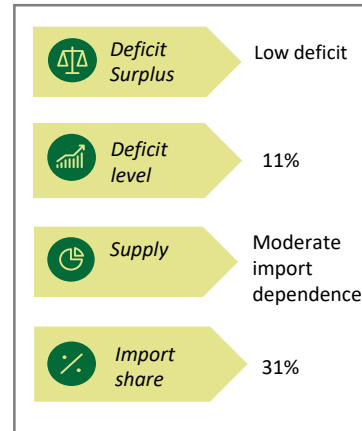 Deficit
Surplus
Low deficit
Deficit
level
11%
Supply
Moderate
import
dependence
Import
share
31%